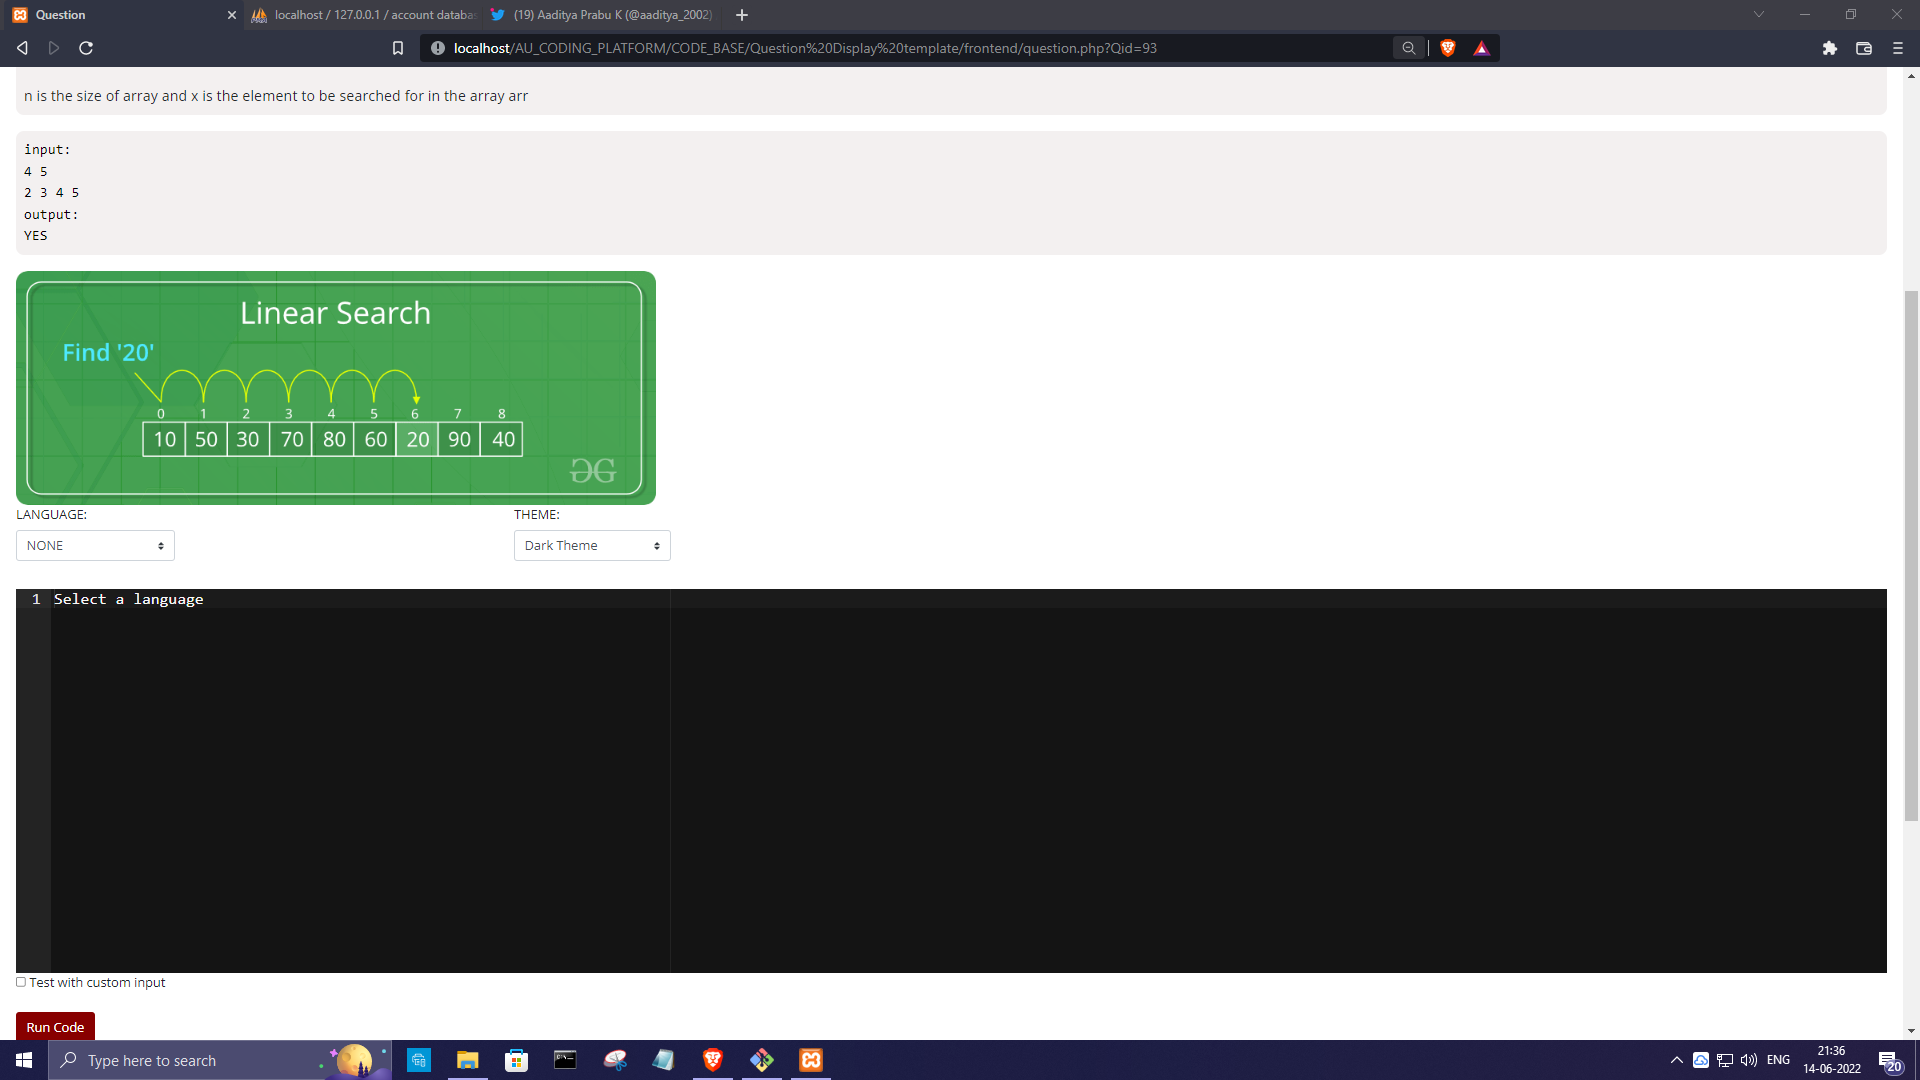 Question
localhost / 127.0.0.1 / account databa
(19) Aaditya Prabu K (@aaditya_2002)
localhost/AU_CODING_PLATFORM/CODE_BASE/Question%20Display%20template/frontend/question.php?Qid=93
n is the size of array and x is the element to be searched for in the array arr
input:
4 5
2 3 4 5
output:
YES
Linear Search
Find '20'
0 1 2 3 4 5 6 7 8
10 50 30 70 80 60 20 90 40
LANGUAGE: THEME:
NONE Dark Theme
1 Select a language
Test with custom input
Run Code
Type here to search
ENG
21:36
14-06-2022
20